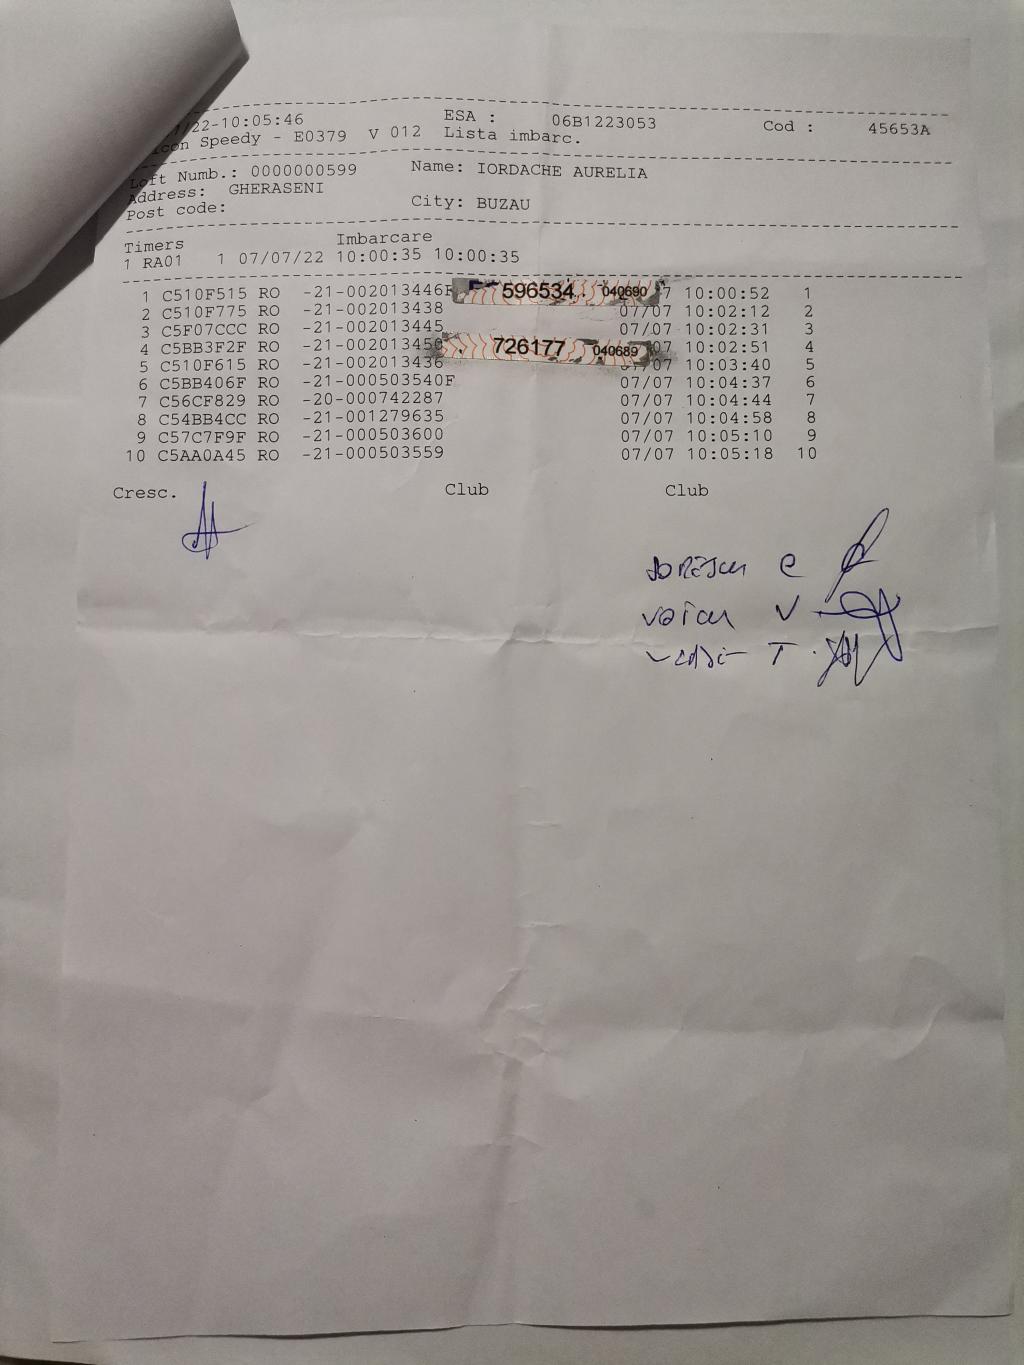 /22-10:05:46 ESA : 06B1223053 Cod : 45653A
con Speedy - E0379 V 012 Lista imbarc.
Loft Numb.: 0000000599 Name: IORDACHE AURELIA
Address: GHERASENI
Post code: City: BUZAU
Timers Imbarcare
1 RA01 1 07/07/22 10:00:35 10:00:35
1 C510F515 RO -21-002013446F 596534 040690 7 10:00:52 1
2 C510F775 RO -21-002013438 07/07 10:02:12 2
3 C5F07CCC RO -21-002013445 07/07 10:02:31 3
4 C5BB3F2F RO -21-002013450 726177 040689 07 10:02:51 4
5 C510F615 RO -21-002013436 07/07 10:03:40 5
6 C5BB406F RO -21-000503540F 07/07 10:04:37 6
7 C56CF829 RO -20-000742287 07/07 10:04:44 7
8 C54BB4CC RO -21-001279635 07/07 10:04:58 8
9 C57C7F9F RO -21-000503600 07/07 10:05:10 9
10 C5AA0A45 RO -21-000503559 07/07 10:05:18 10
Cresc. Club Club
Voicu V